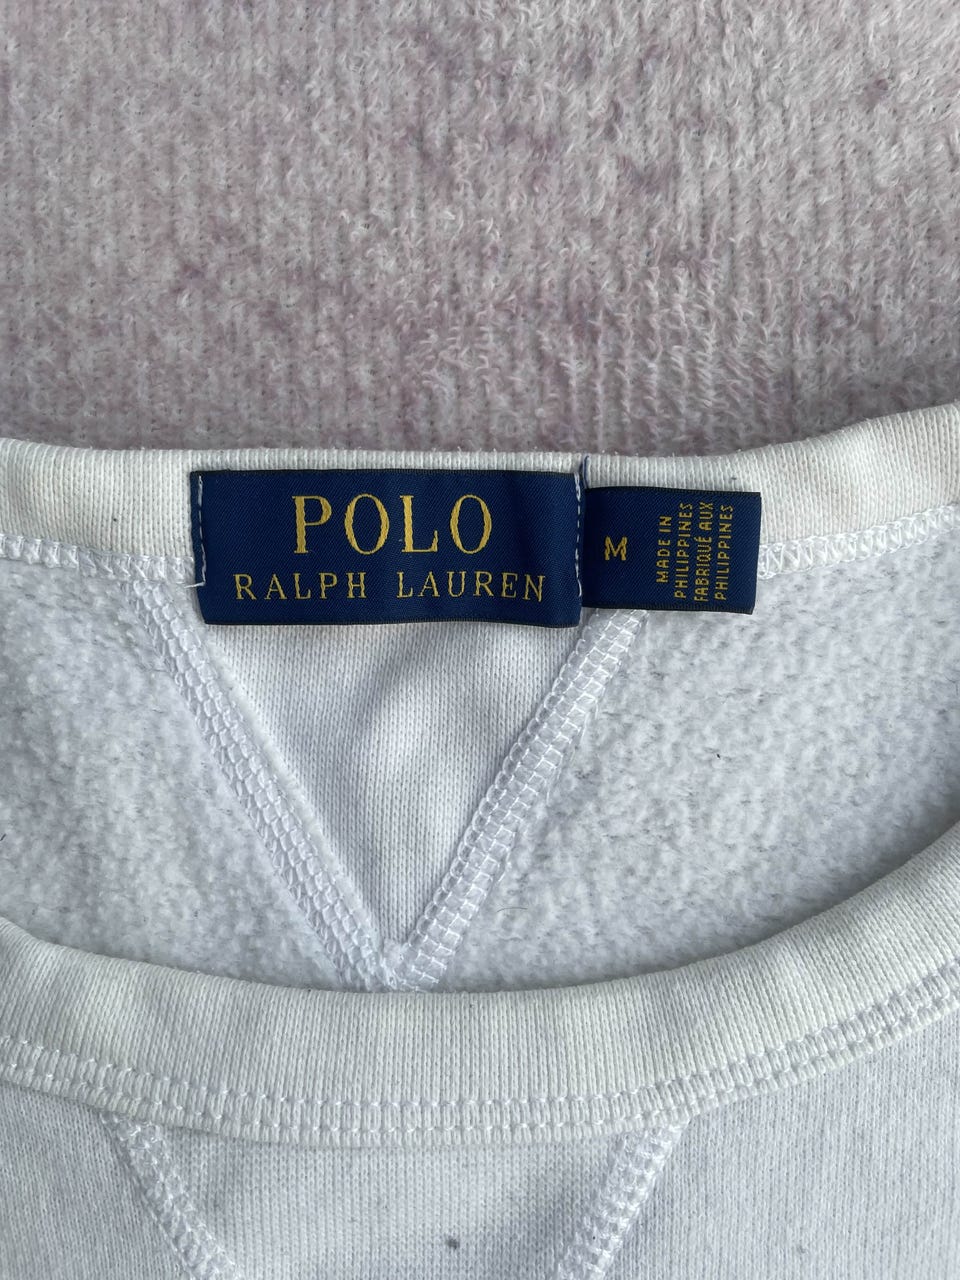 POLO
RALPH LAUREN
M
MADE IN
PHILIPPINES
FABRIQUÉ AUX
PHILIPPINES